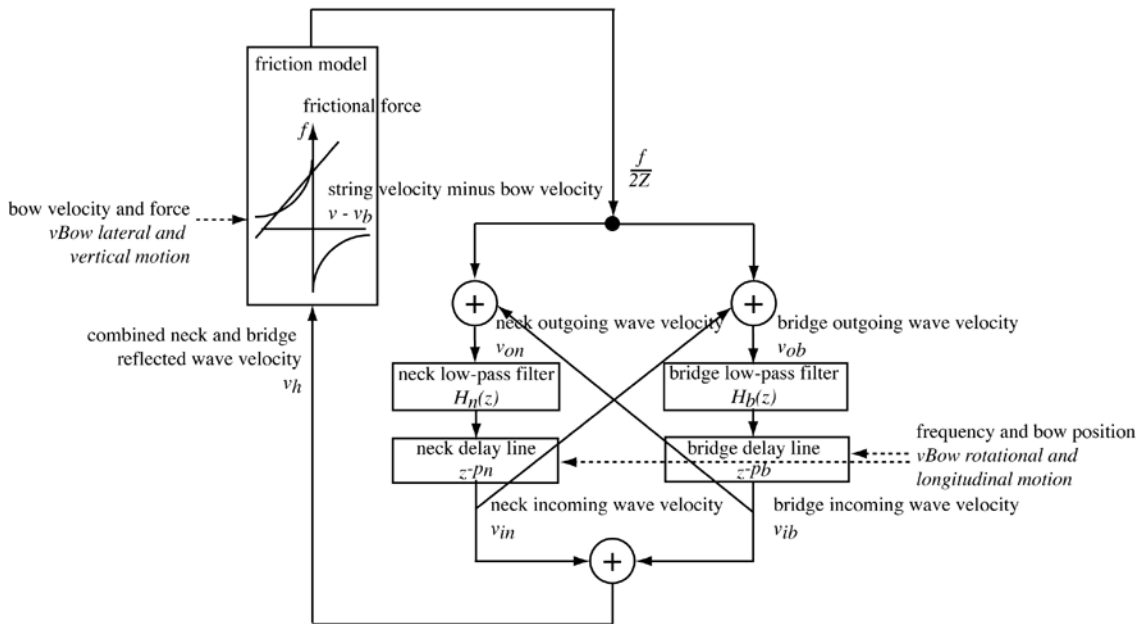 friction model
frictional force
f
string velocity minus bow velocity
v - vb
f
2Z
bow velocity and force
vBow lateral and
vertical motion
+
+
neck outgoing wave velocity
von
bridge outgoing wave velocity
vob
combined neck and bridge
reflected wave velocity
vh
neck low-pass filter
Hn(z)
bridge low-pass filter
Hb(z)
neck delay line
z-pn
bridge delay line
z-pb
frequency and bow position
vBow rotational and
longitudinal motion
neck incoming wave velocity
vin
bridge incoming wave velocity
vib
+